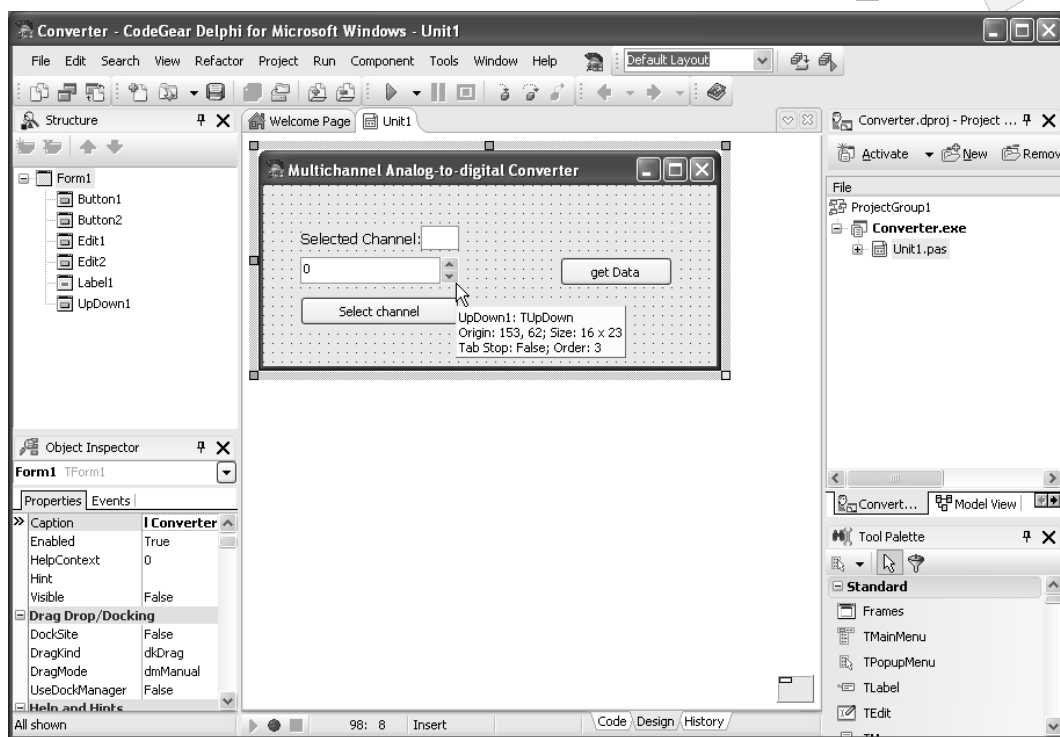 Converter - CodeGear Delphi for Microsoft Windows - Unit1
File Edit Search View Refactor Project Run Component Tools Window Help Default Layout
Structure
Form1
Button1
Button2
Edit1
Edit2
Label1
UpDown1
Object Inspector
Form1 TForm1
Properties Events
Caption l Converter
Enabled True
HelpContext 0
Hint
Visible False
Drag Drop/Docking
DockSite False
DragKind dkDrag
DragMode dmManual
UseDockManager False
Help and Hints
All shown
Welcome Page Unit1
Multichannel Analog-to-digital Converter
Selected Channel:
0
get Data
Select channel
UpDown1: TUpDown
Origin: 153, 62; Size: 16 x 23
Tab Stop: False; Order: 3
98: 8 Insert Code Design History
Converter.dproj - Project ...
Activate New Remov
File
ProjectGroup1
Converter.exe
Unit1.pas
Convert... Model View
Tool Palette
Standard
Frames
TMainMenu
TPopupMenu
TLabel
TEdit